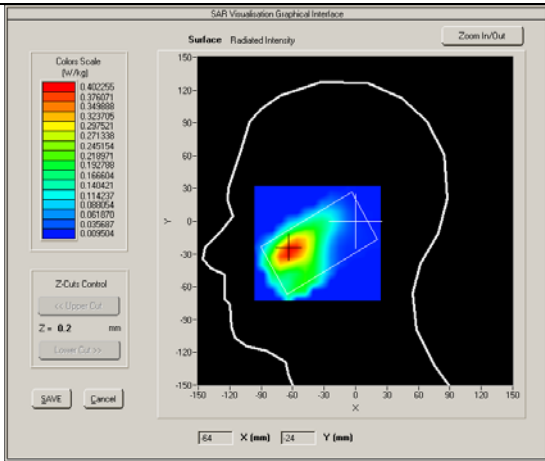 SAR Visualisation Graphical Interface
Surface Radiated Intensity
Zoom In/Out
Colors Scale
(W/kg)
0.402255
0.376071
0.349888
0.323705
0.297521
0.271338
0.245154
0.218971
0.192788
0.166604
0.140421
0.114237
0.088054
0.061870
0.035687
0.009504
Z-Cuts Control
<< Upper Cut
Z = 0.2 mm
Lower Cut >>
SAVE Cancel
150-
120-
90-
60-
30-
0-
-30-
-60-
-90-
-120-
-150-
Y
-150 -120 -90 -60 -30 0 30 60 90 120 150
X
-64 X (mm) -24 Y (mm)